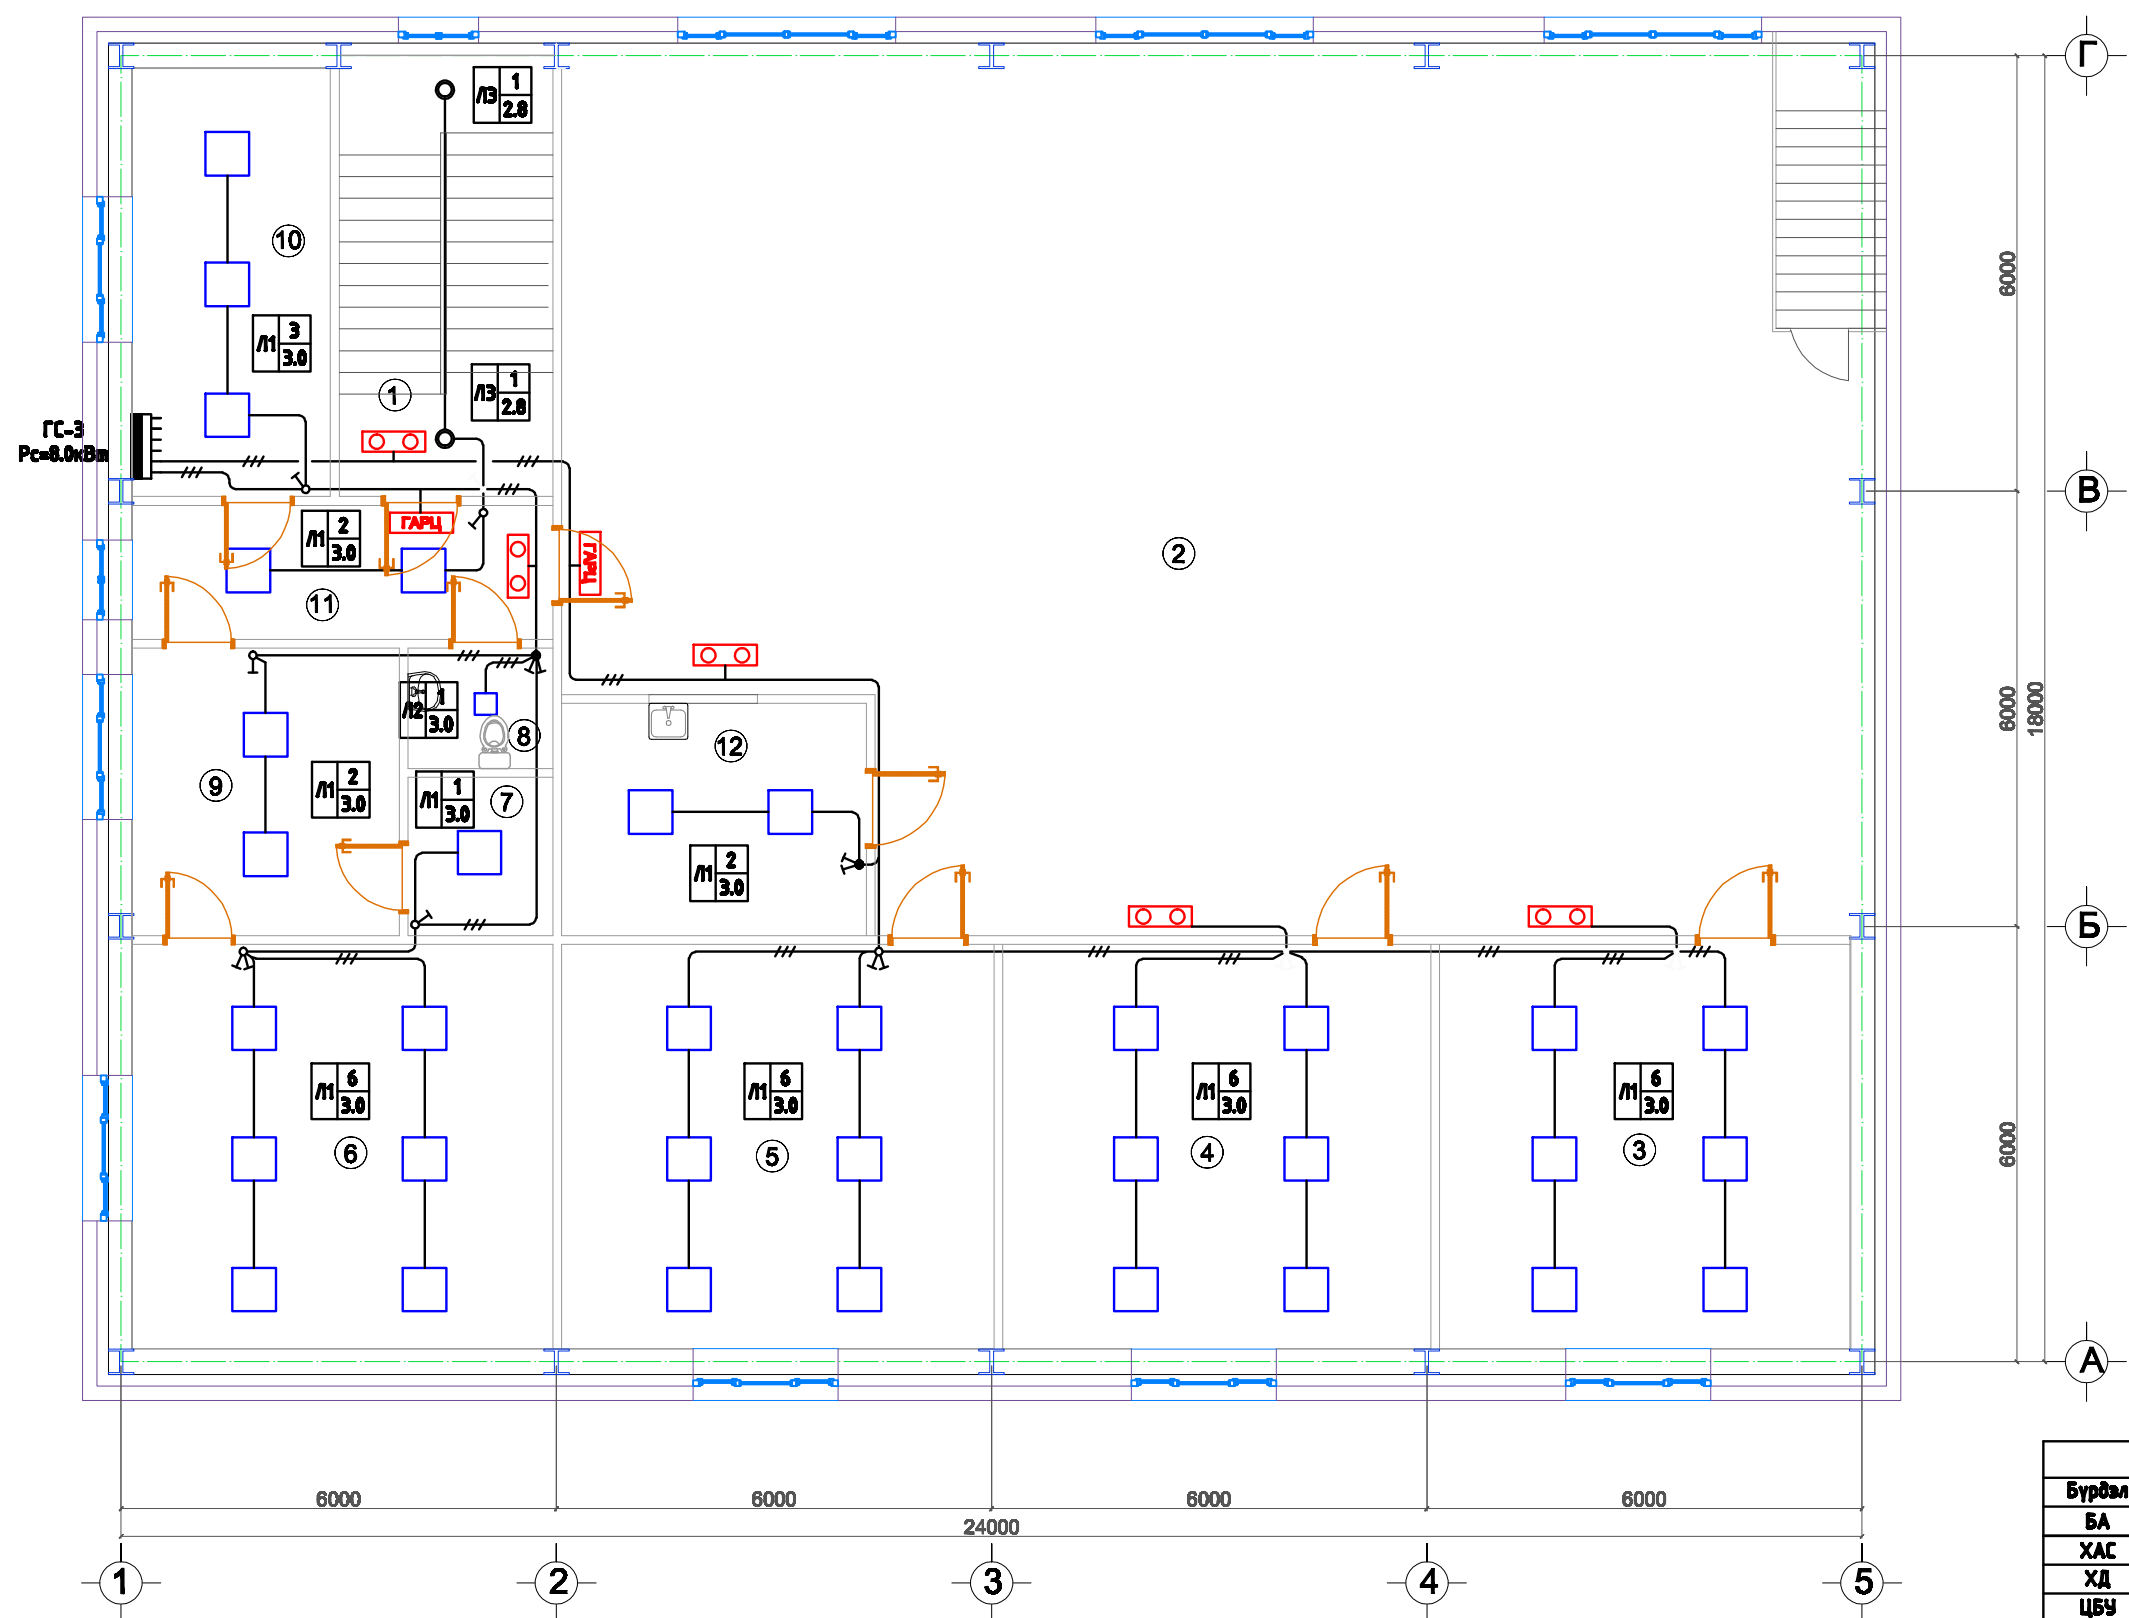 Г
Л3 1 2.8
10
6000
Л1 3 3.0
1
Л3 1 2.8
ГС-3
Рс=8.0кВт
В
Л1 2 3.0
ГАРЦ
ГАРЦ
2
11
6000
18000
Л2 1 3.0
8
12
9
Л1 2 3.0
Л1 1 3.0
7
Л1 2 3.0
Б
Л1 6 3.0
Л1 6 3.0
Л1 6 3.0
Л1 6 3.0
6
5
4
3
6000
А
6000
6000
6000
6000
24000
Бүрдэл
БА
ХАС
ХД
ЦБУ
1
2
3
4
5